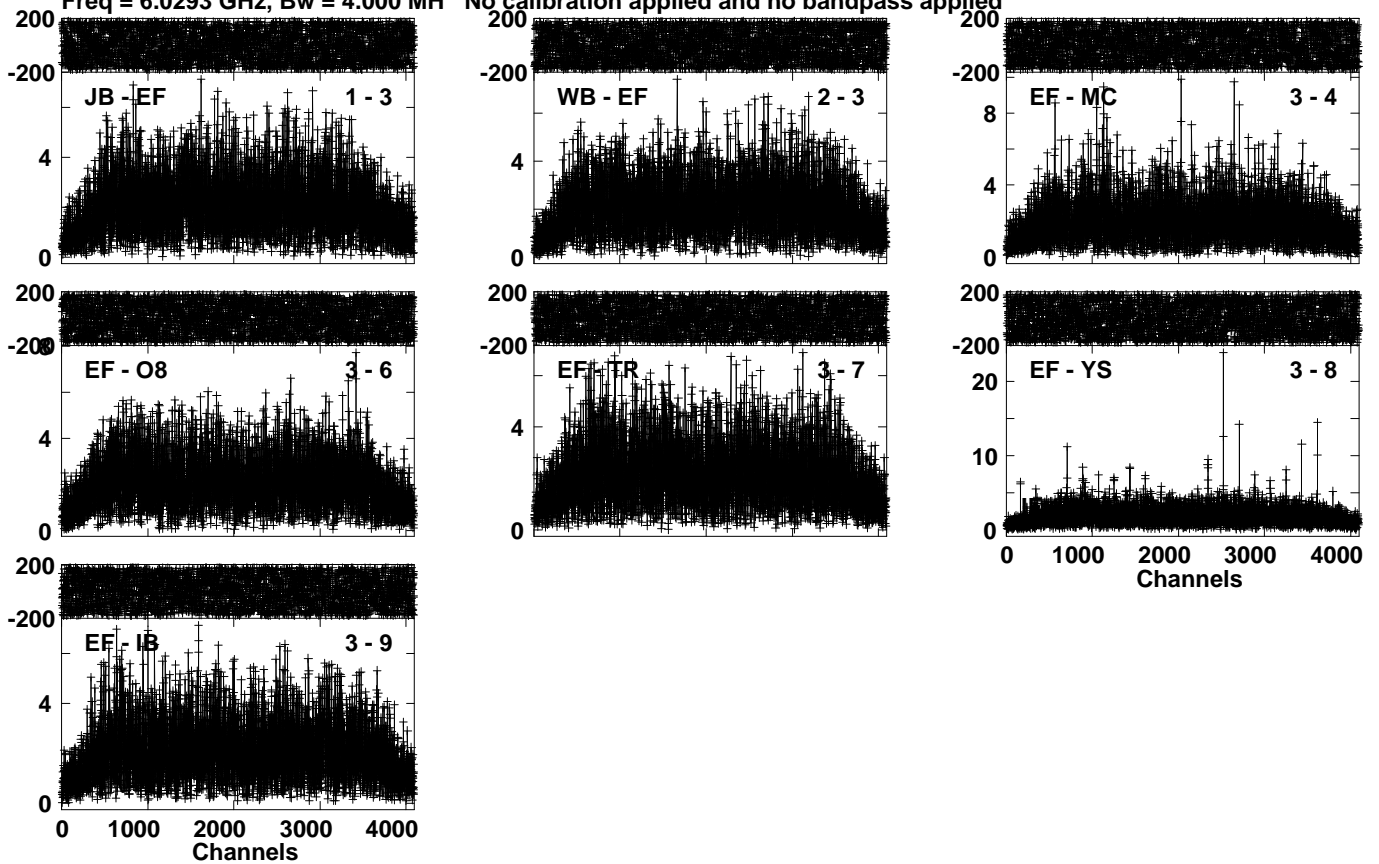 Freq = 6.0293 GHz, Bw = 4.000 MH No calibration applied and no bandpass applied
200 200 200
-200 -200 -200
JB - EF 1 - 3 WB - EF 2 - 3 EF - MC 3 - 4
8
4 4 4
0 0 0
200 200 200
-200 -200 -200
8
EF - O8 3 - 6 EF - TR 3 - 7 EF - YS 3 - 8
20
4 4
10
0 0 0
0 1000 2000 3000 4000
Channels
200
-200
EF - IB 3 - 9
4
0
0 1000 2000 3000 4000
Channels